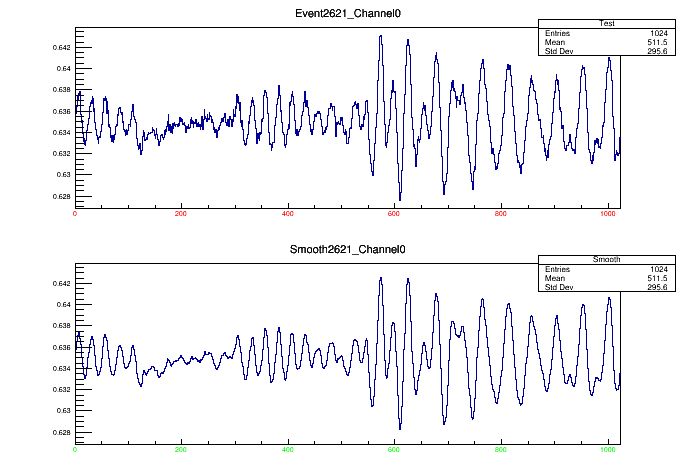 Event2621_Channel0
Test
Entries 1024
Mean 511.5
Std Dev 295.6
0.642
0.64
0.638
0.636
0.634
0.632
0.63
0.628
0 200 400 600 800 1000
Smooth2621_Channel0
Smooth
Entries 1024
Mean 511.5
Std Dev 295.6
0.642
0.64
0.638
0.636
0.634
0.632
0.63
0.628
0 200 400 600 800 1000